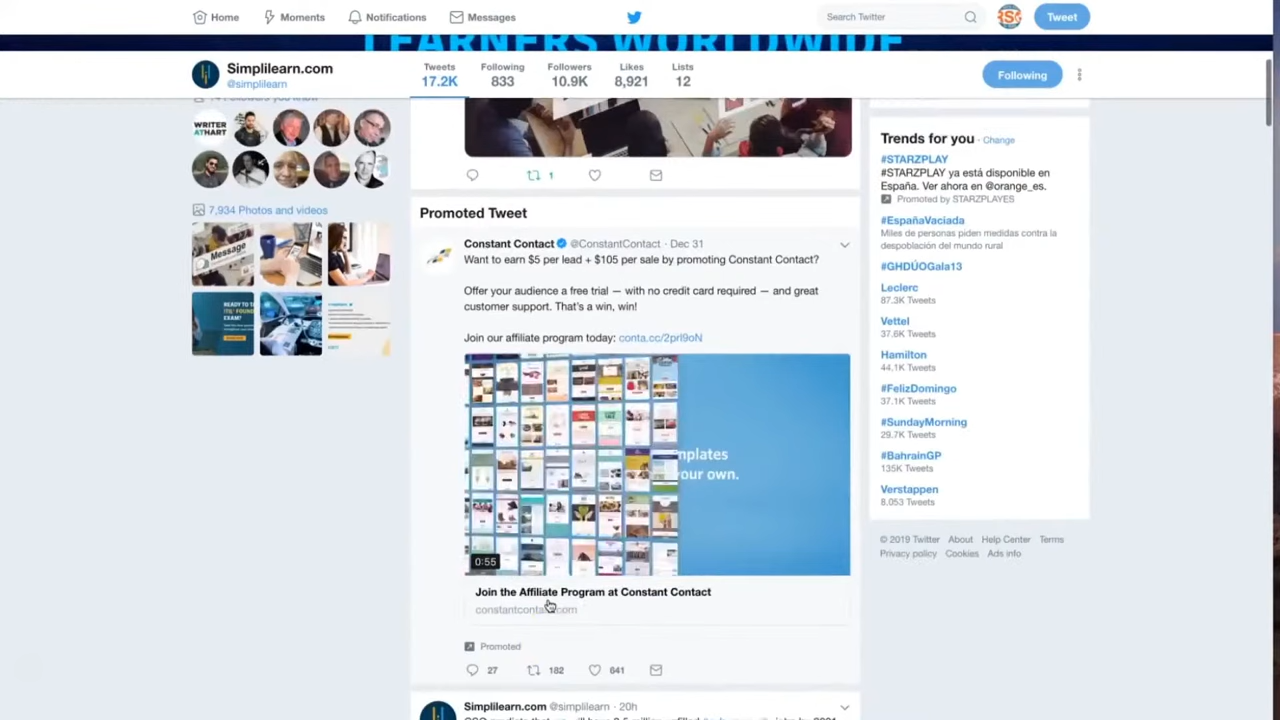 Home
Moments
Notifications
Messages
Search Twitter
Tweet
LEARNERS WORLDWIDE
Simplilearn.com
@simplilearn
Tweets
17.2K
Following
833
Followers
10.9K
Likes
8,921
Lists
12
Following
WRITER
ATHART
7,934 Photos and videos
Message
1
Promoted Tweet
Constant Contact @ConstantContact · Dec 31
Want to earn $5 per lead + $105 per sale by promoting Constant Contact?
Offer your audience a free trial — with no credit card required — and great
customer support. That's a win, win!
Join our affiliate program today: conta.cc/2prI9oN
0:55
Join the Affiliate Program at Constant Contact
Promoted
27
182
641
Simplilearn.com @simplilearn · 20h
Trends for you · Change
#STARZPLAY
#STARZPLAY ya está disponible en
España. Ver ahora en @orange_es.
Promoted by STARZPLAYES
#EspañaVaciada
Miles de personas piden medidas contra la
despoblación del mundo rural
#GHDÚOGala13
Leclerc
87.3K Tweets
Vettel
37.6K Tweets
Hamilton
44.1K Tweets
#FelizDomingo
37.1K Tweets
#SundayMorning
29.7K Tweets
#BahrainGP
135K Tweets
Verstappen
8,053 Tweets
© 2019 Twitter About Help Center Terms
Privacy policy Cookies Ads info